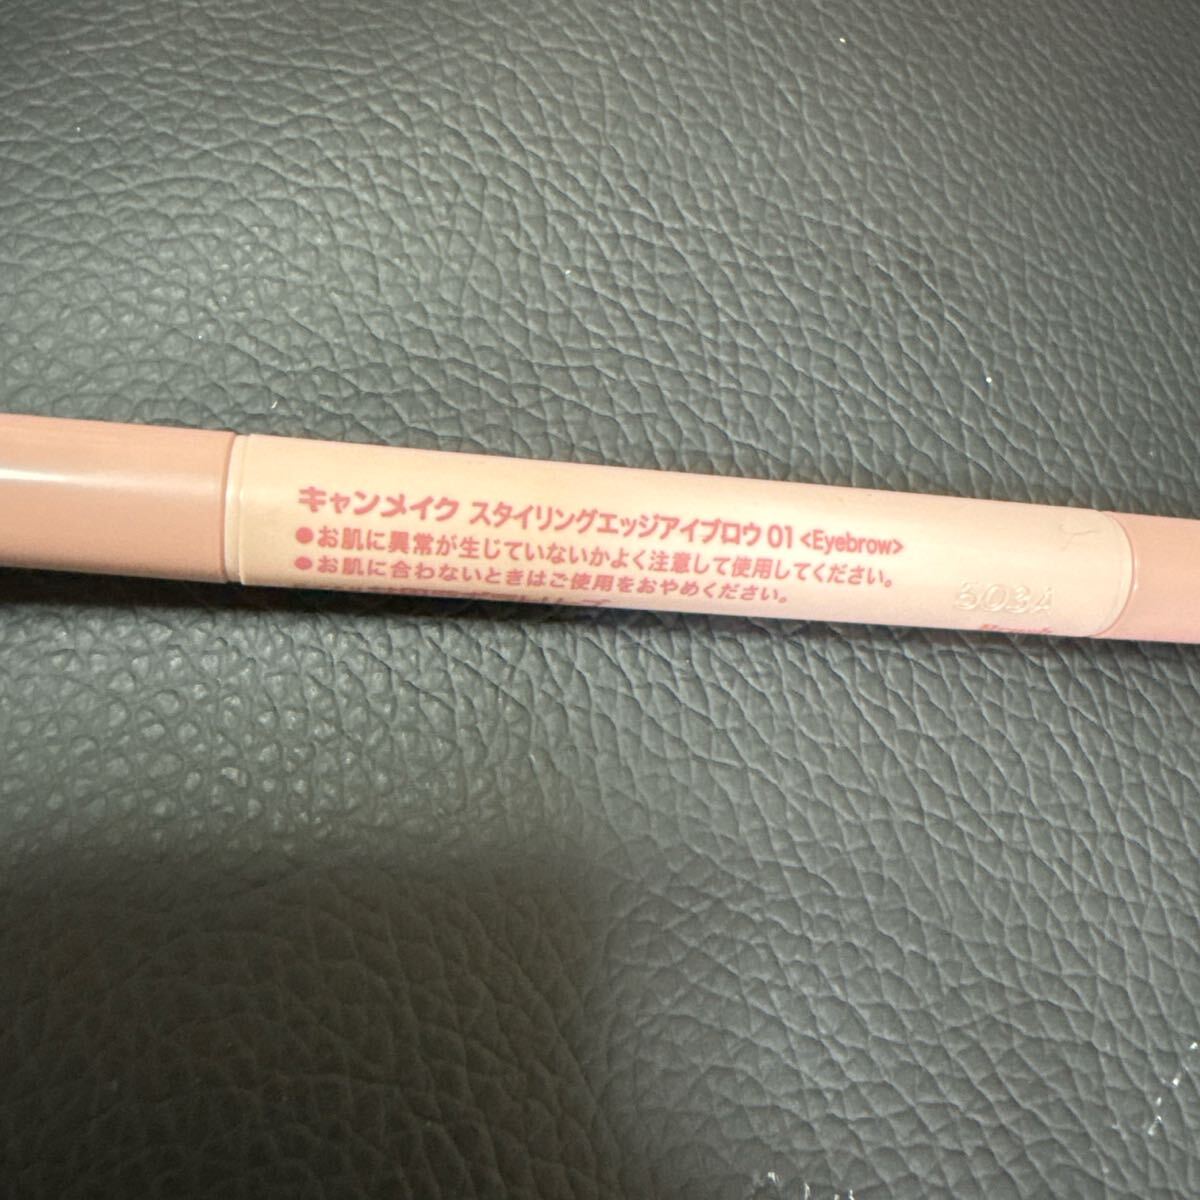 キャンメイク スタイリングエッジアイブロウ 01 <Eyebrow>
●お肌に異常が生じていないかよく注意して使用してください。
●お肌に合わないときはご使用をおやめください。
503A